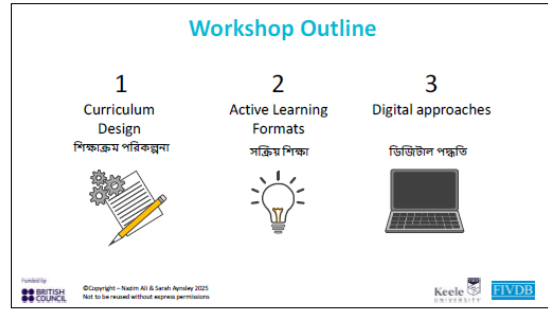 Workshop Outline
1
Curriculum
Design
শিক্ষাক্রম পরিকল্পনা
2
Active Learning
Formats
সক্রিয় শিক্ষা
3
Digital approaches
ডিজিটাল পদ্ধতি
Funded by
BRITISH
COUNCIL
©Copyright – Nazim Ali & Sarah Aynsley 2025
Not to be reused without express permissions
Keele
UNIVERSITY
FIVDB